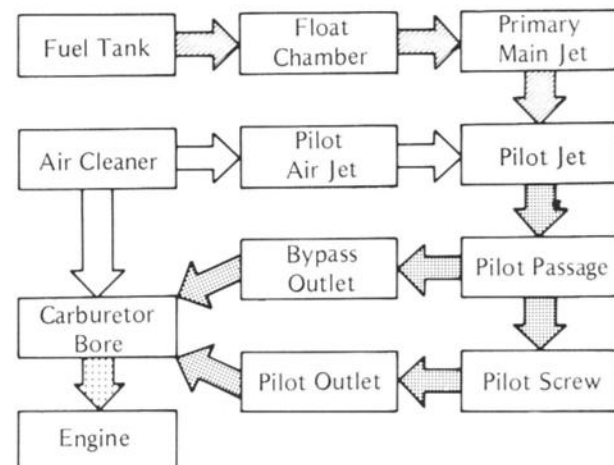 Fuel Tank
Float
Chamber
Primary
Main Jet
Air Cleaner
Pilot
Air Jet
Pilot Jet
Bypass
Outlet
Pilot Passage
Carburetor
Bore
Pilot Outlet
Pilot Screw
Engine